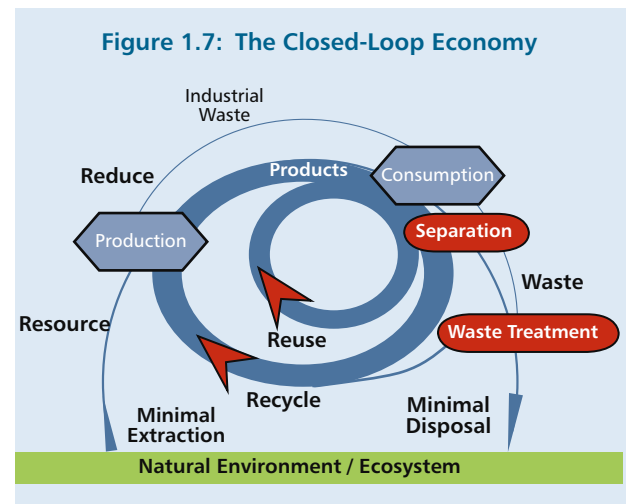 Figure 1.7: The Closed-Loop Economy
Industrial
Waste
Products
Consumption
Reduce
Separation
Production
Waste
Resource
Reuse
Waste Treatment
Recycle
Minimal
Extraction
Minimal
Disposal
Natural Environment / Ecosystem